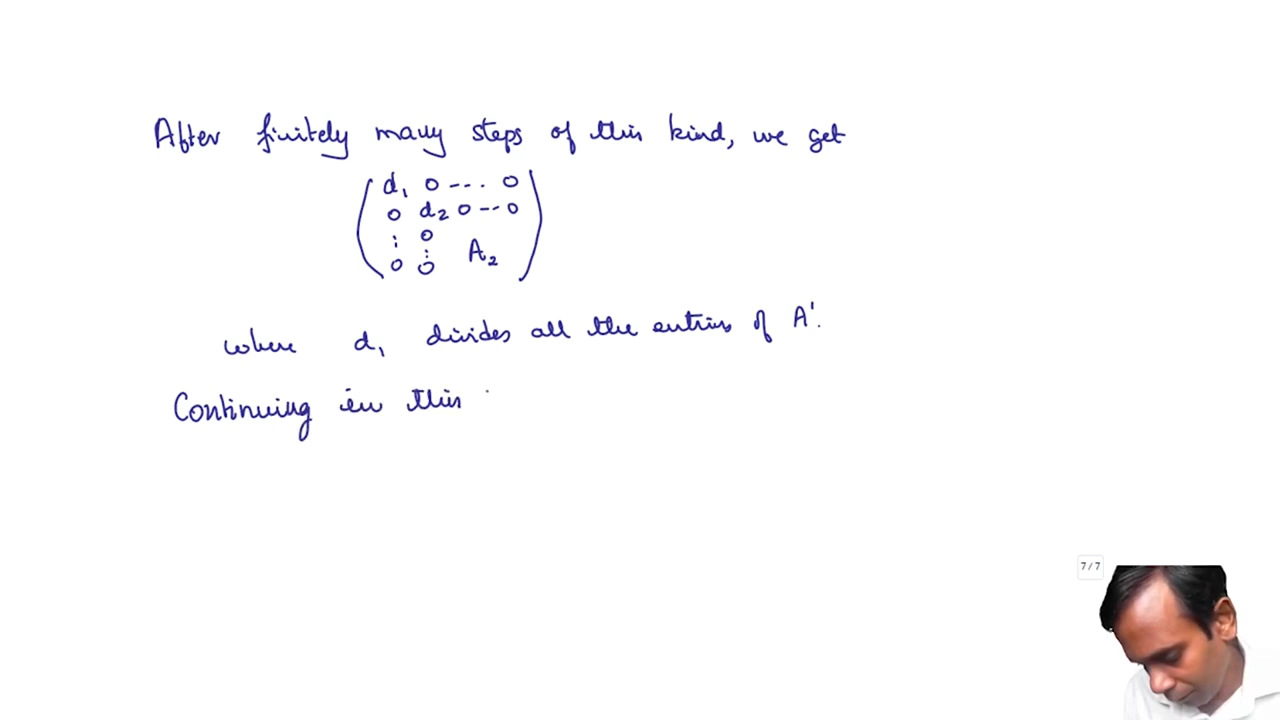 After finitely many steps of this kind, we get
d₁ 0 --- . 0
0 d₂ 0 -- 0
⋮ 0
0 ⋮ 0 A₂
where d₁ divides all the entries of A'.
Continuing in this
7/7